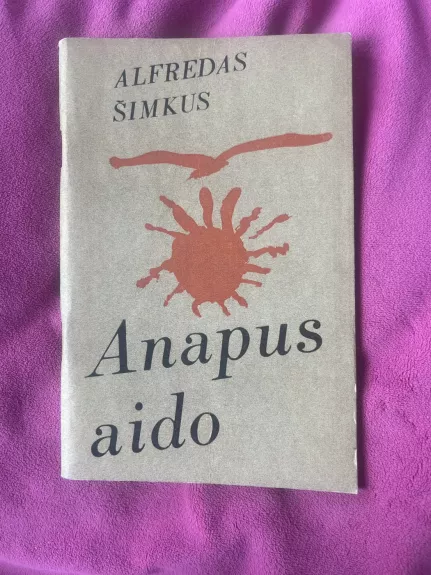 ALFREDAS
ŠIMKUS
Anapus
aido